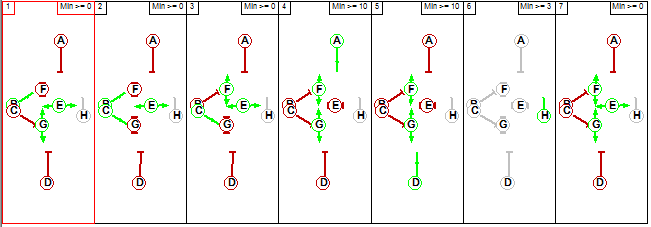 1 Min >= 0 2 Min >= 0 3 Min >= 0 4 Min >= 10 5 Min >= 10 6 Min >= 3 7 Min >= 0
A A A A A A A
F F F F F F F
B E B E B E B E B E B E B E
C C C C C C C
H H H H H H H
G G G G G G G
D D D D D D D